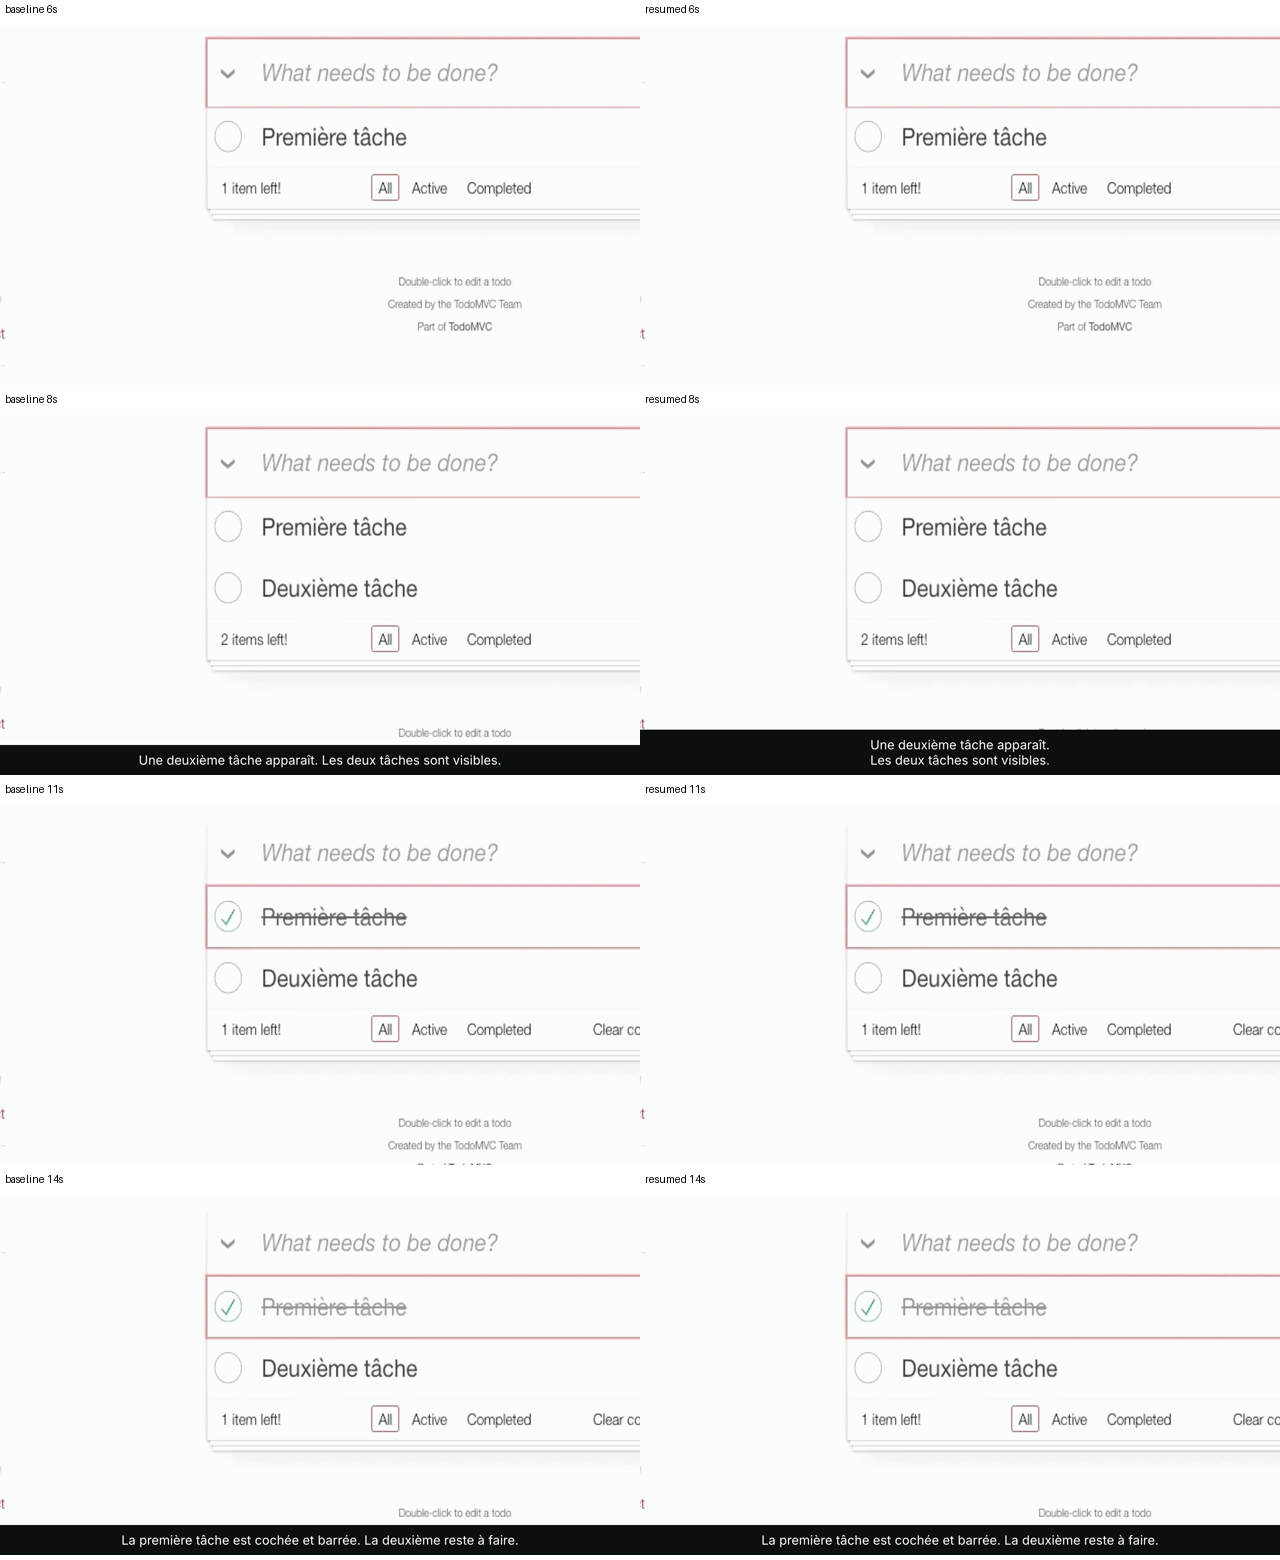 baseline 6s
resumed 6s
What needs to be done?
What needs to be done?
Première tâche
Première tâche
1 item left!
All
Active
Completed
1 item left!
All
Active
Completed
Double-click to edit a todo
Double-click to edit a todo
Created by the TodoMVC Team
Created by the TodoMVC Team
Part of TodoMVC
Part of TodoMVC
baseline 8s
resumed 8s
What needs to be done?
What needs to be done?
Première tâche
Première tâche
Deuxième tâche
Deuxième tâche
2 items left!
All
Active
Completed
2 items left!
All
Active
Completed
Double-click to edit a todo
Une deuxième tâche apparaît. Les deux tâches sont visibles.
Une deuxième tâche apparaît.
Les deux tâches sont visibles.
baseline 11s
resumed 11s
What needs to be done?
What needs to be done?
Première tâche
Première tâche
Deuxième tâche
Deuxième tâche
1 item left!
All
Active
Completed
Clear co
1 item left!
All
Active
Completed
Clear co
Double-click to edit a todo
Double-click to edit a todo
Created by the TodoMVC Team
Created by the TodoMVC Team
baseline 14s
resumed 14s
What needs to be done?
What needs to be done?
Première tâche
Première tâche
Deuxième tâche
Deuxième tâche
1 item left!
All
Active
Completed
Clear co
1 item left!
All
Active
Completed
Clear co
Double-click to edit a todo
Double-click to edit a todo
La première tâche est cochée et barrée. La deuxième reste à faire.
La première tâche est cochée et barrée. La deuxième reste à faire.